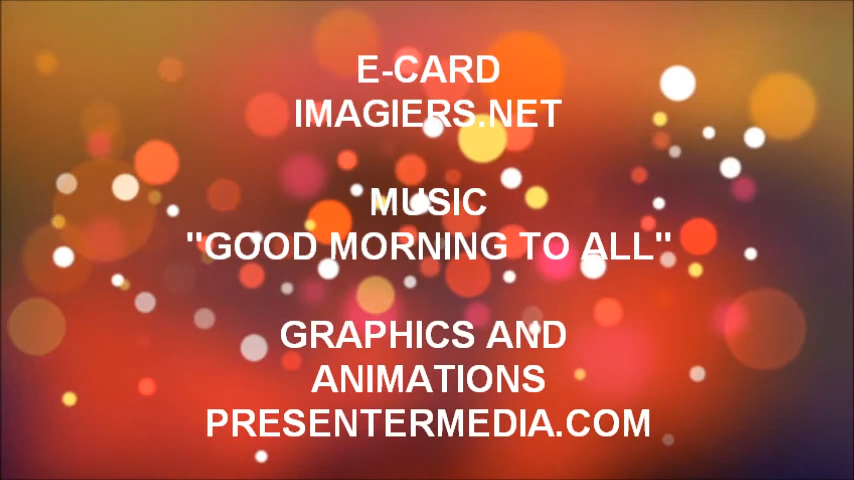 E-CARD
IMAGIERS.NET
MUSIC
"GOOD MORNING TO ALL"
GRAPHICS AND
ANIMATIONS
PRESENTERMEDIA.COM